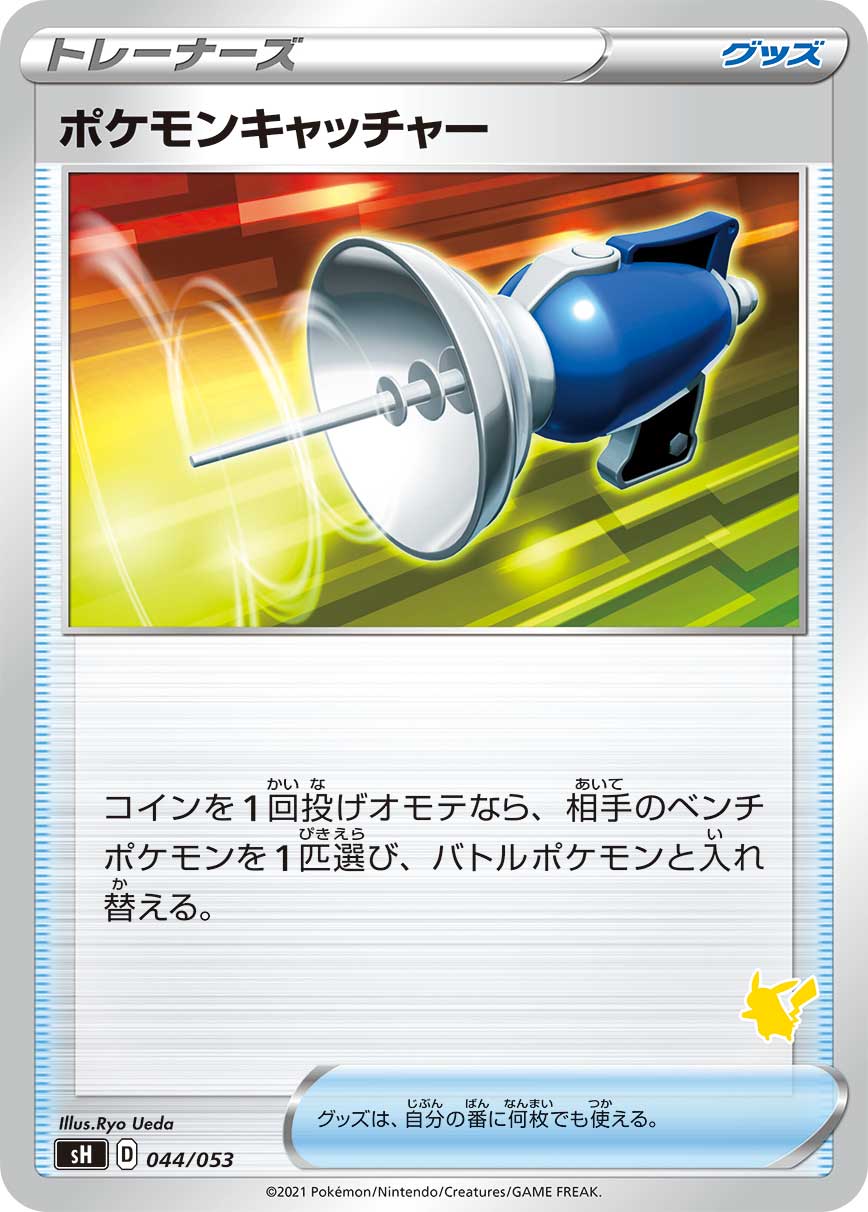 トレーナーズ グッズ
ポケモンキャッチャー
コインを1回投げオモテなら、相手のベンチ
ポケモンを1匹選び、バトルポケモンと入れ
替える。
グッズは、自分の番に何枚でも使える。
Illus.Ryo Ueda
sH D 044/053
©2021 Pokémon/Nintendo/Creatures/GAME FREAK.